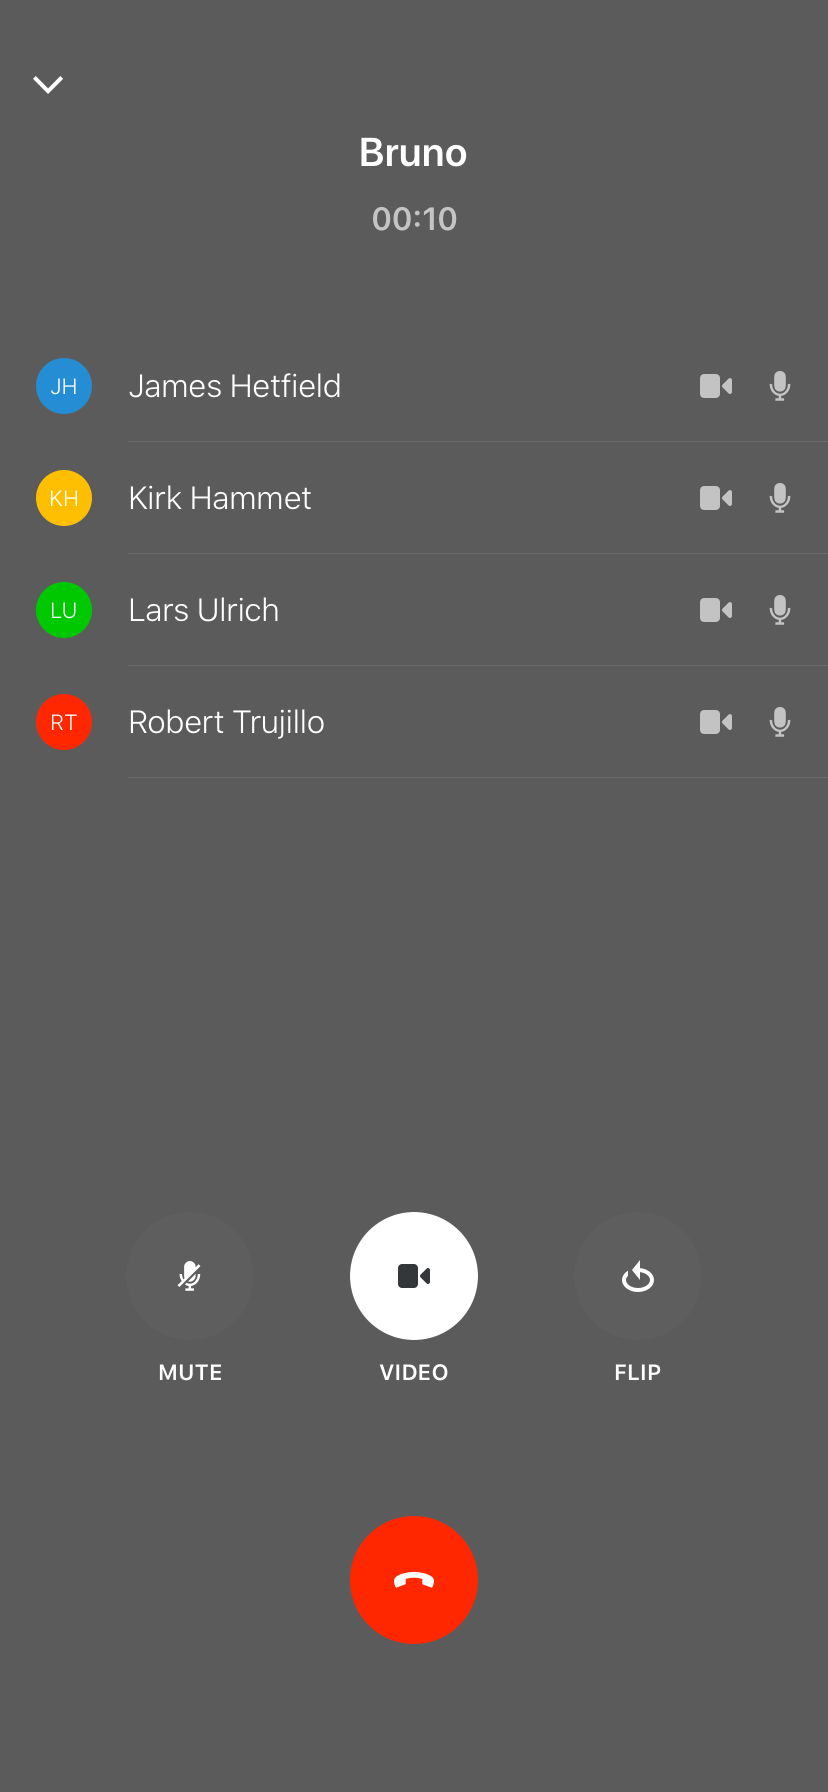 Bruno
00:10
JH James Hetfield
KH Kirk Hammet
LU Lars Ulrich
RT Robert Trujillo
MUTE VIDEO FLIP